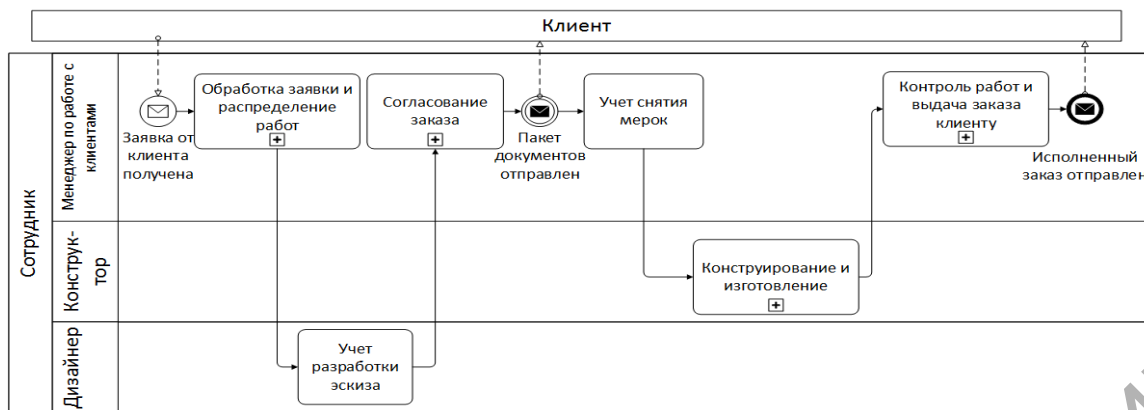 Клиент
Сотрудник
Менеджер по работе с
клиентами
Заявка от
клиента
получена
Обработка заявки и
распределение
работ
Согласование
заказа
Пакет
документов
отправлен
Учет снятия
мерок
Контроль работ и
выдача заказа
клиенту
Исполненный
заказ отправлен
Конструк-
тор
Конструирование и
изготовление
Дизайнер
Учет
разработки
эскиза